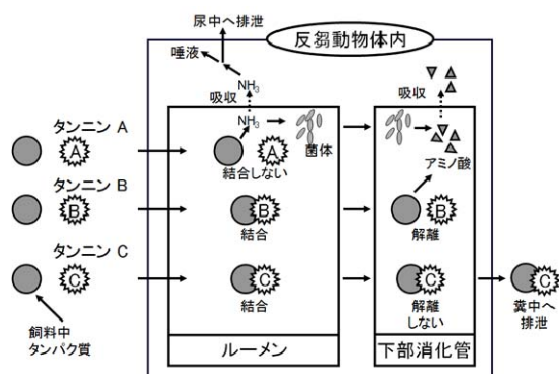 尿中へ排泄
反芻動物体内
唾液
NH3
吸収
NH3
菌体
吸収
アミノ酸
タンニン A
A
A
結合しない
タンニン B
B
B
結合
B
解離
タンニン C
C
C
結合
C
解離
しない
C
糞中へ
排泄
飼料中
タンパク質
ルーメン
下部消化管